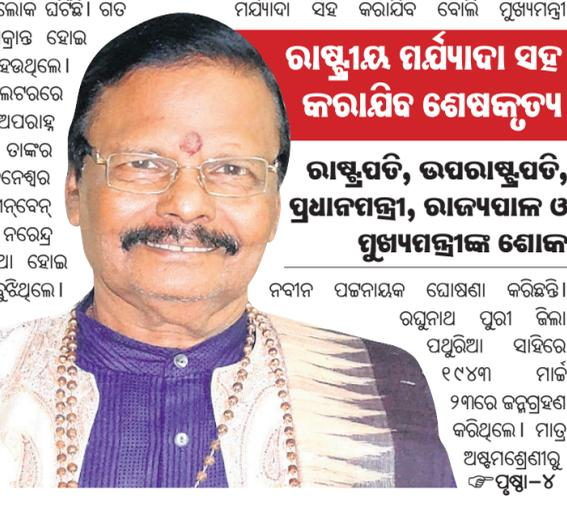 ଲୋକ ଘଟିଛି। ଗତ
କ୍ରାନ୍ତ ହୋଇ
ହେଉଥିଲେ।
ଲଟରରେ
ଅପରାହ୍ନ
ତାଙ୍କର
ନେଶ୍ୱର
ୀନ୍‌ବେନ୍
ନରେନ୍ଦ୍ର
ଆ ହୋଇ
ବୁଝିଥିଲେ।
ମର୍ଯ୍ୟାଦା ସହ କରାଯିବ ବୋଲି ମୁଖ୍ୟମନ୍ତ୍ରୀ
ରାଷ୍ଟ୍ରୀୟ ମର୍ଯ୍ୟାଦା ସହ
କରାଯିବ ଶେଷକୃତ୍ୟ
ରାଷ୍ଟ୍ରପତି, ଉପରାଷ୍ଟ୍ରପତି,
ପ୍ରଧାନମନ୍ତ୍ରୀ, ରାଜ୍ୟପାଳ ଓ
ମୁଖ୍ୟମନ୍ତ୍ରୀଙ୍କ ଶୋକ
ନବୀନ ପଟ୍ଟନାୟକ ଘୋଷଣା କରିଛନ୍ତି।
ରଘୁନାଥ ପୁରୀ ଜିଲା
ପଥୁରିଆ ସାହିରେ
୧୯୪୩ ମାର୍ଚ୍ଚ
୨୩ରେ ଜନ୍ମଗ୍ରହଣ
କରିଥିଲେ। ମାତ୍ର
ଅଷ୍ଟମଶ୍ରେଣୀରୁ
☞ପୃଷ୍ଠା-୪